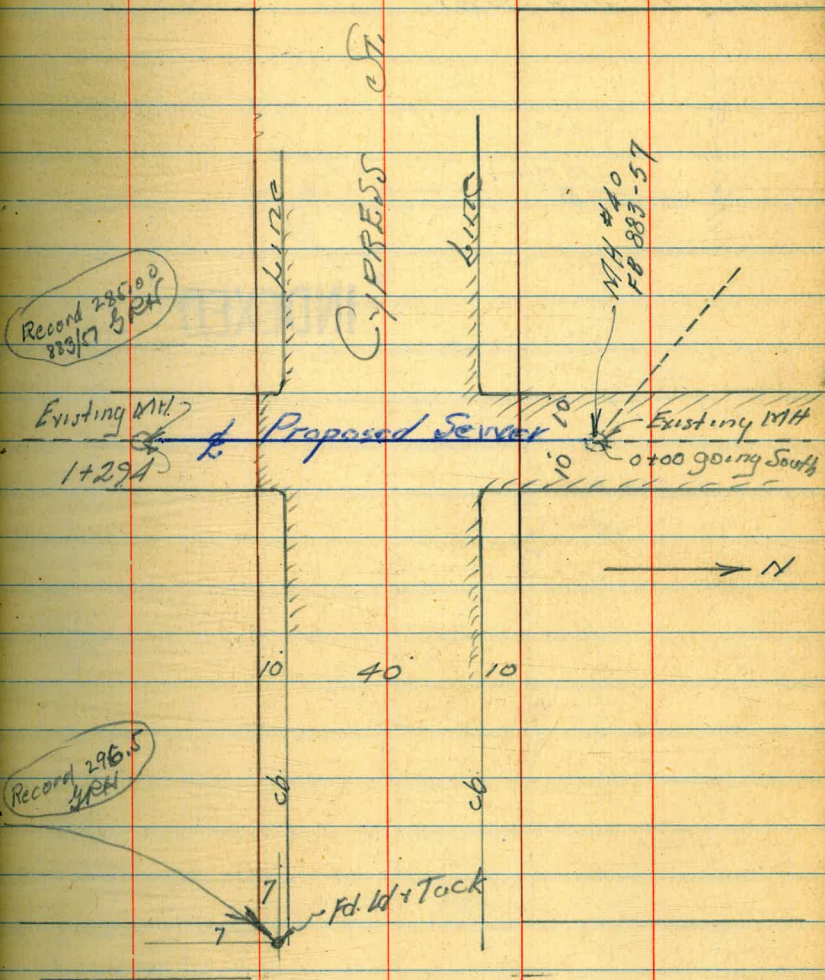 CYPRESS St.
Line
Line
MH #40
FB 883-57
Record 285.00
883/57 GRH
Existing MH.
1+294
℄ Proposed Sewer
10
10
Existing MH
0+00 going South
N
10
40
10
Record 296.5
GRH
cb
cb
7
7
Fd. Ld & Tack
INDEXED